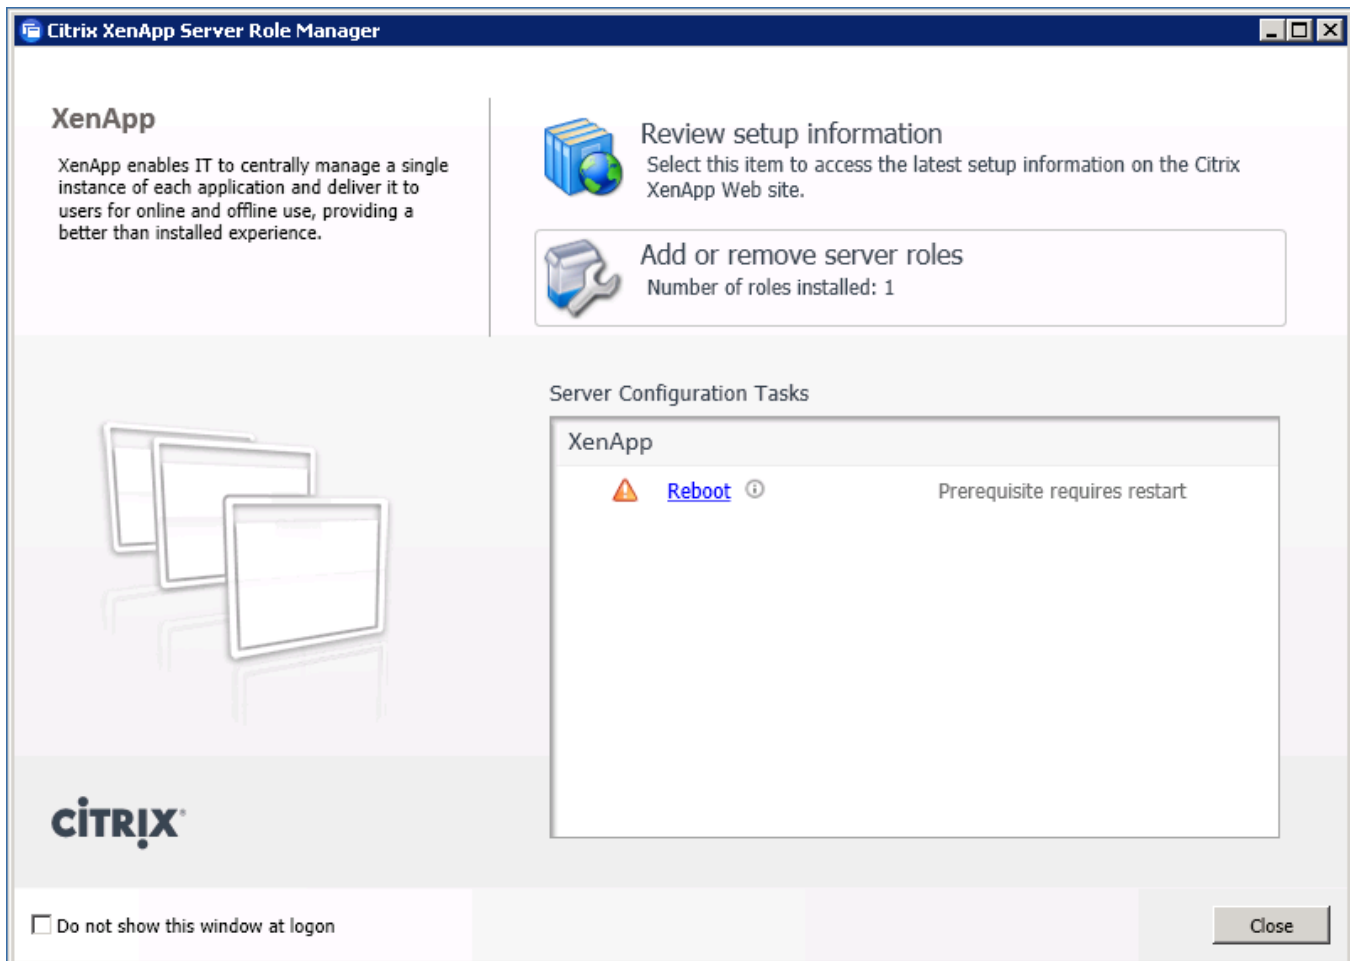 Citrix XenApp Server Role Manager
XenApp
XenApp enables IT to centrally manage a single
instance of each application and deliver it to
users for online and offline use, providing a
better than installed experience.
Review setup information
Select this item to access the latest setup information on the Citrix
XenApp Web site.
Add or remove server roles
Number of roles installed: 1
Server Configuration Tasks
XenApp
Reboot Prerequisite requires restart
CITRIX
Do not show this window at logon
Close